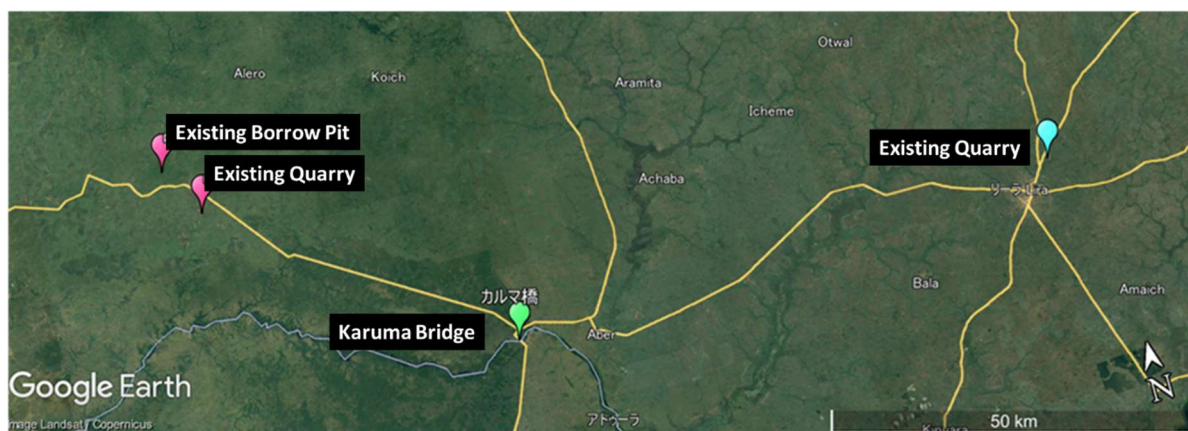 Otwal
Alero
Koich
Aramita
Icheme
Existing Borrow Pit
Existing Quarry
Existing Quarry
Achaba
リーラ Lira
Bala
Amaich
カルマ橋
Karuma Bridge
Aber
N
Google Earth
アトゥーラ
50 km
Image Landsat / Copernicus